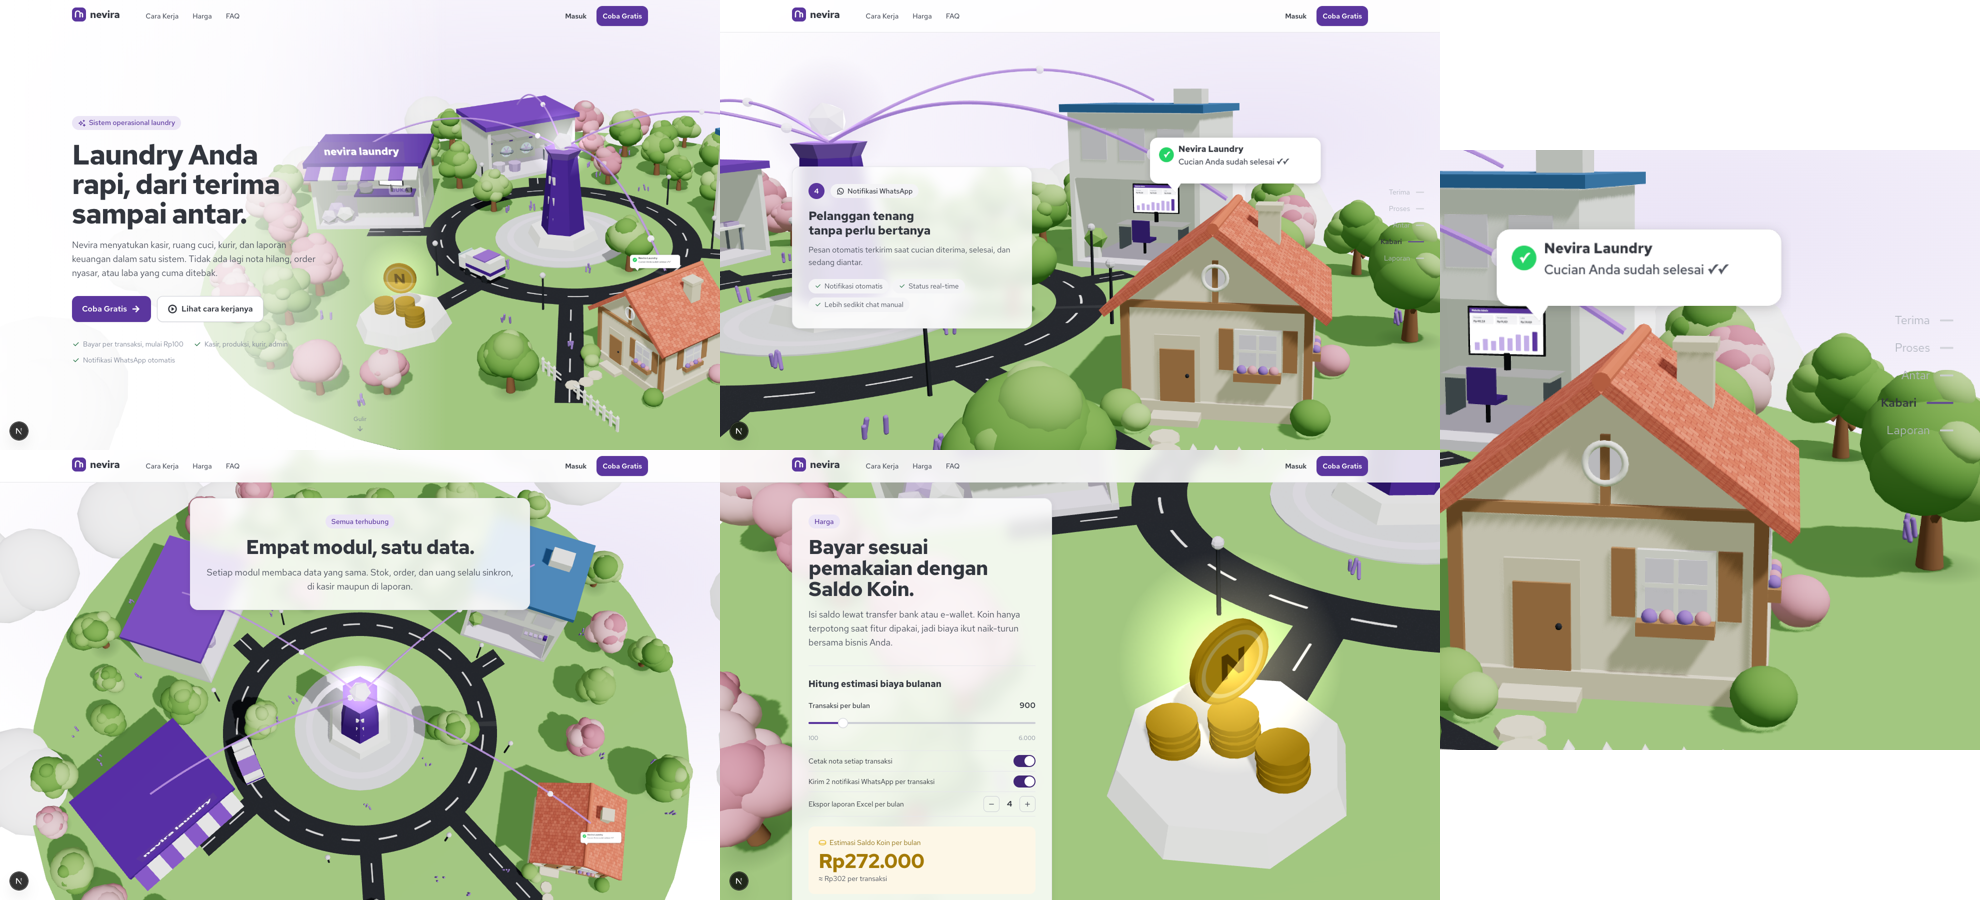 nevira
Cara Kerja
Harga
FAQ
Masuk
Coba Gratis
Sistem operasional laundry
Laundry Anda
rapi, dari terima
sampai antar.
Nevira menyatukan kasir, ruang cuci, kurir, dan laporan
keuangan dalam satu sistem. Tidak ada lagi nota hilang, order
nyasar, atau laba yang cuma ditebak.
Coba Gratis →
Lihat cara kerjanya
✓ Bayar per transaksi, mulai Rp100
✓ Kasir, produksi, kurir, admin
✓ Notifikasi WhatsApp otomatis
Gulir
nevira laundry
N
N
nevira
Cara Kerja
Harga
FAQ
Masuk
Coba Gratis
4
Notifikasi WhatsApp
Pelanggan tenang
tanpa perlu bertanya
Pesan otomatis terkirim saat cucian diterima, selesai, dan
sedang diantar.
✓ Notifikasi otomatis
✓ Status real-time
✓ Lebih sedikit chat manual
Nevira Laundry
Cucian Anda sudah selesai ✓✓
Terima
Proses
Kabari
Laporan
N
Nevira Laundry
Cucian Anda sudah selesai ✓✓
Terima
Proses
Antar
Kabari
Laporan
nevira
Cara Kerja
Harga
FAQ
Masuk
Coba Gratis
Semua terhubung
Empat modul, satu data.
Setiap modul membaca data yang sama. Stok, order, dan uang selalu sinkron,
di kasir maupun di laporan.
N
nevira
Cara Kerja
Harga
FAQ
Masuk
Coba Gratis
Harga
Bayar sesuai
pemakaian dengan
Saldo Koin.
Isi saldo lewat transfer bank atau e-wallet. Koin hanya
terpotong saat fitur dipakai, jadi biaya ikut naik-turun
bersama bisnis Anda.
Hitung estimasi biaya bulanan
Transaksi per bulan
900
100
6.000
Cetak nota setiap transaksi
Kirim 2 notifikasi WhatsApp per transaksi
Ekspor laporan Excel per bulan
− 4 +
Estimasi Saldo Koin per bulan
Rp272.000
≈ Rp302 per transaksi
N
N